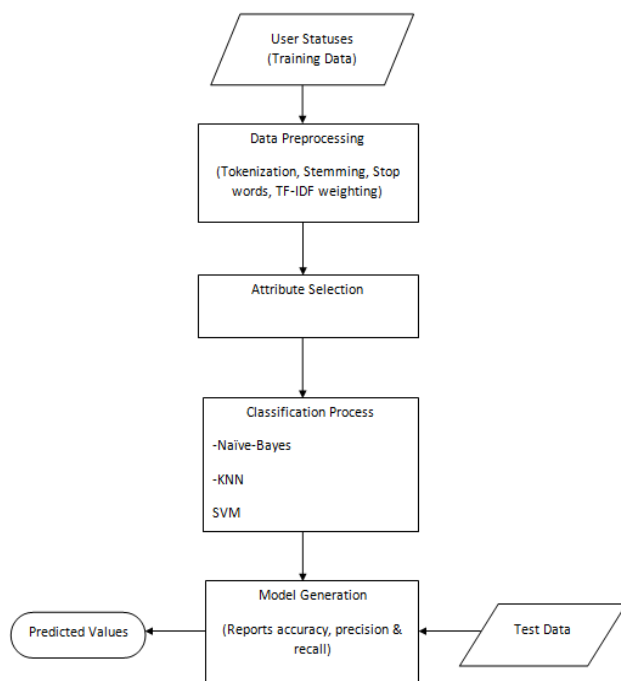 User Statuses
(Training Data)
Data Preprocessing
(Tokenization, Stemming, Stop
words, TF-IDF weighting)
Attribute Selection
Classification Process
-Naïve-Bayes
-KNN
SVM
Model Generation
(Reports accuracy, precision &
recall)
Predicted Values
Test Data